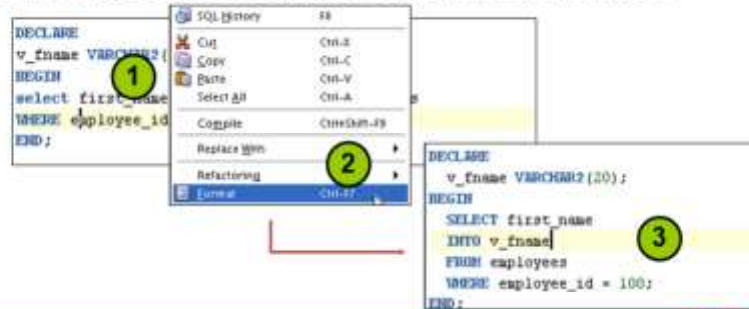 DECLARE
v_fname VARCHAR2(
BEGIN
select first_name s
WHERE employee_id
END;
1
SQL History F8
Cut Ctrl-X
Copy Ctrl-C
Paste Ctrl-V
Select All Ctrl-A
Compile Ctrl+Shift-F9
Replace With
Refactoring
Format Ctrl-F7
2
DECLARE
v_fname VARCHAR2(20);
BEGIN
SELECT first_name
INTO v_fname
FROM employees
WHERE employee_id = 100;
END;
3